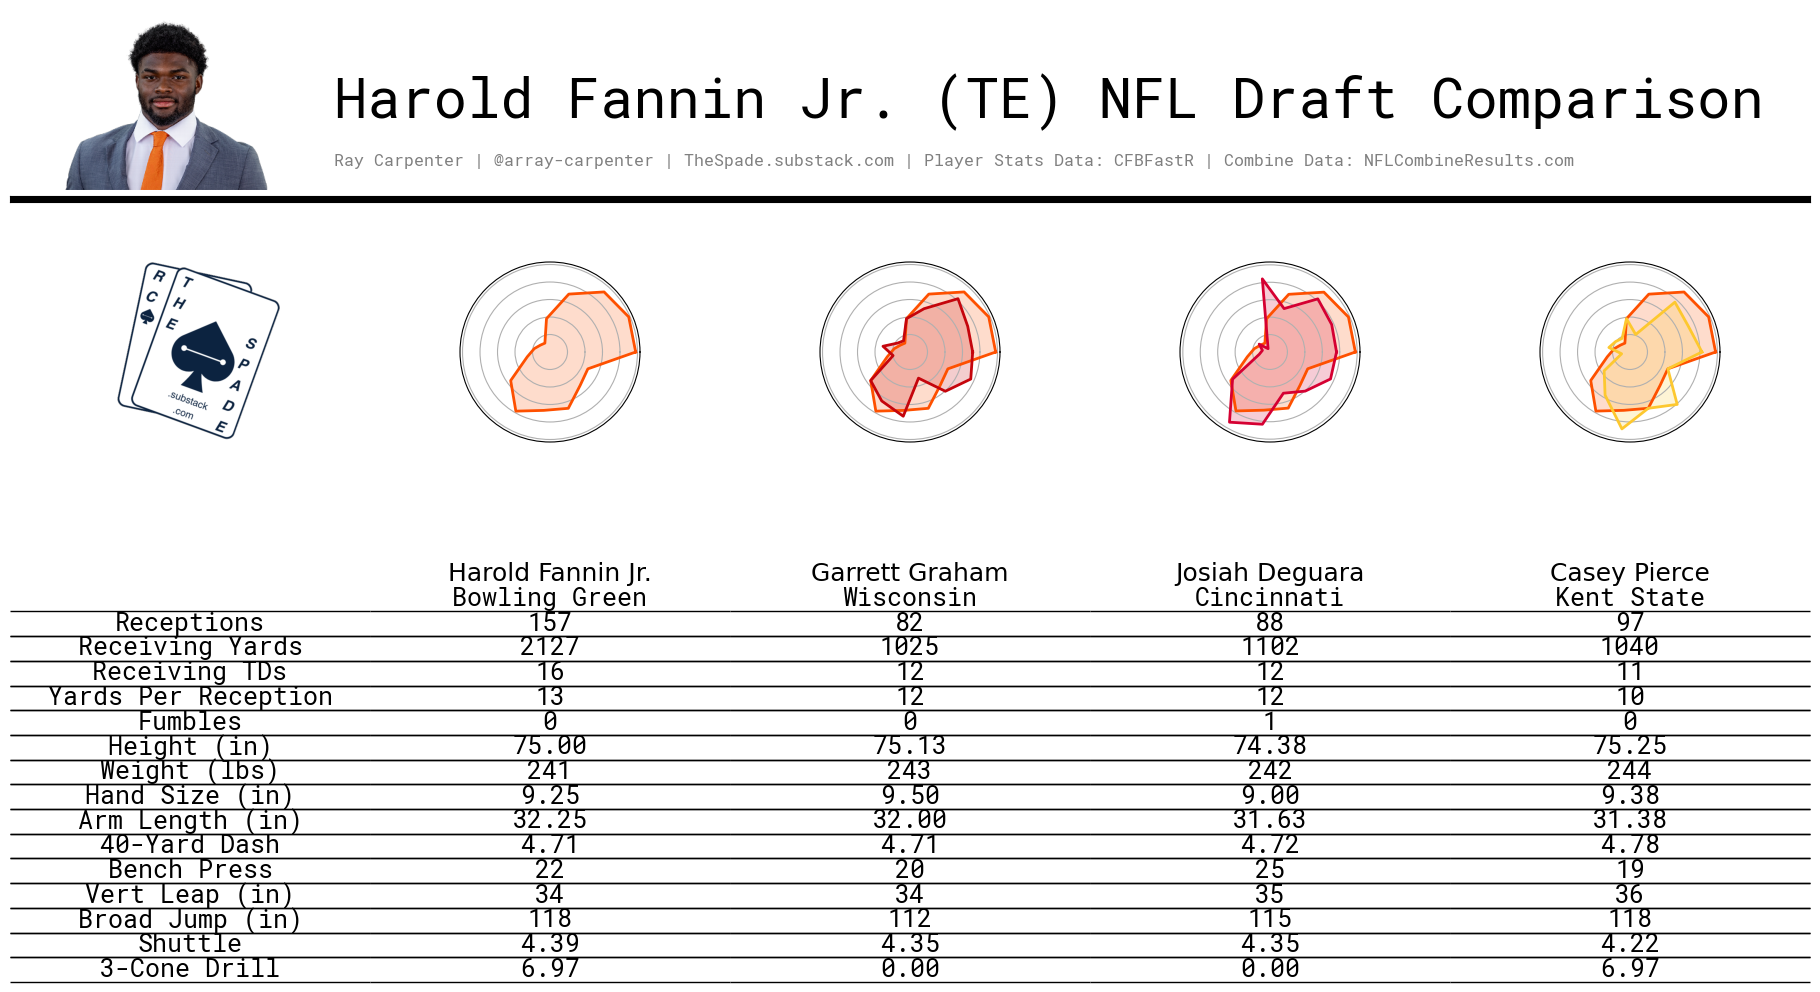 Harold Fannin Jr. (TE) NFL Draft Comparison
Ray Carpenter | @array-carpenter | TheSpade.substack.com | Player Stats Data: CFBFastR | Combine Data: NFLCombineResults.com
RC
THE
SPADE
.substack
.com
Harold Fannin Jr. Garrett Graham Josiah Deguara Casey Pierce
Bowling Green Wisconsin Cincinnati Kent State
Receptions 157 82 88 97
Receiving Yards 2127 1025 1102 1040
Receiving TDs 16 12 12 11
Yards Per Reception 13 12 12 10
Fumbles 0 0 1 0
Height (in) 75.00 75.13 74.38 75.25
Weight (lbs) 241 243 242 244
Hand Size (in) 9.25 9.50 9.00 9.38
Arm Length (in) 32.25 32.00 31.63 31.38
40-Yard Dash 4.71 4.71 4.72 4.78
Bench Press 22 20 25 19
Vert Leap (in) 34 34 35 36
Broad Jump (in) 118 112 115 118
Shuttle 4.39 4.35 4.35 4.22
3-Cone Drill 6.97 0.00 0.00 6.97